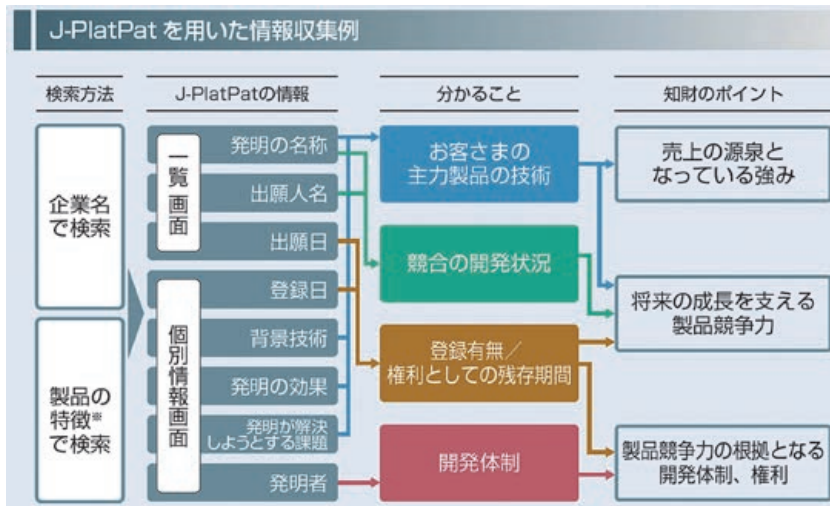 J-PlatPat を用いた情報収集例
検索方法
J-PlatPatの情報
分かること
知財のポイント
企業名
で検索
製品の
特徴※
で検索
一覧画面
発明の名称
出願人名
出願日
個別情報画面
登録日
背景技術
発明の効果
発明が解決
しようとする課題
発明者
お客さまの
主力製品の技術
競合の開発状況
登録有無／
権利としての残存期間
開発体制
売上の源泉と
なっている強み
将来の成長を支える
製品競争力
製品競争力の根拠となる
開発体制、権利